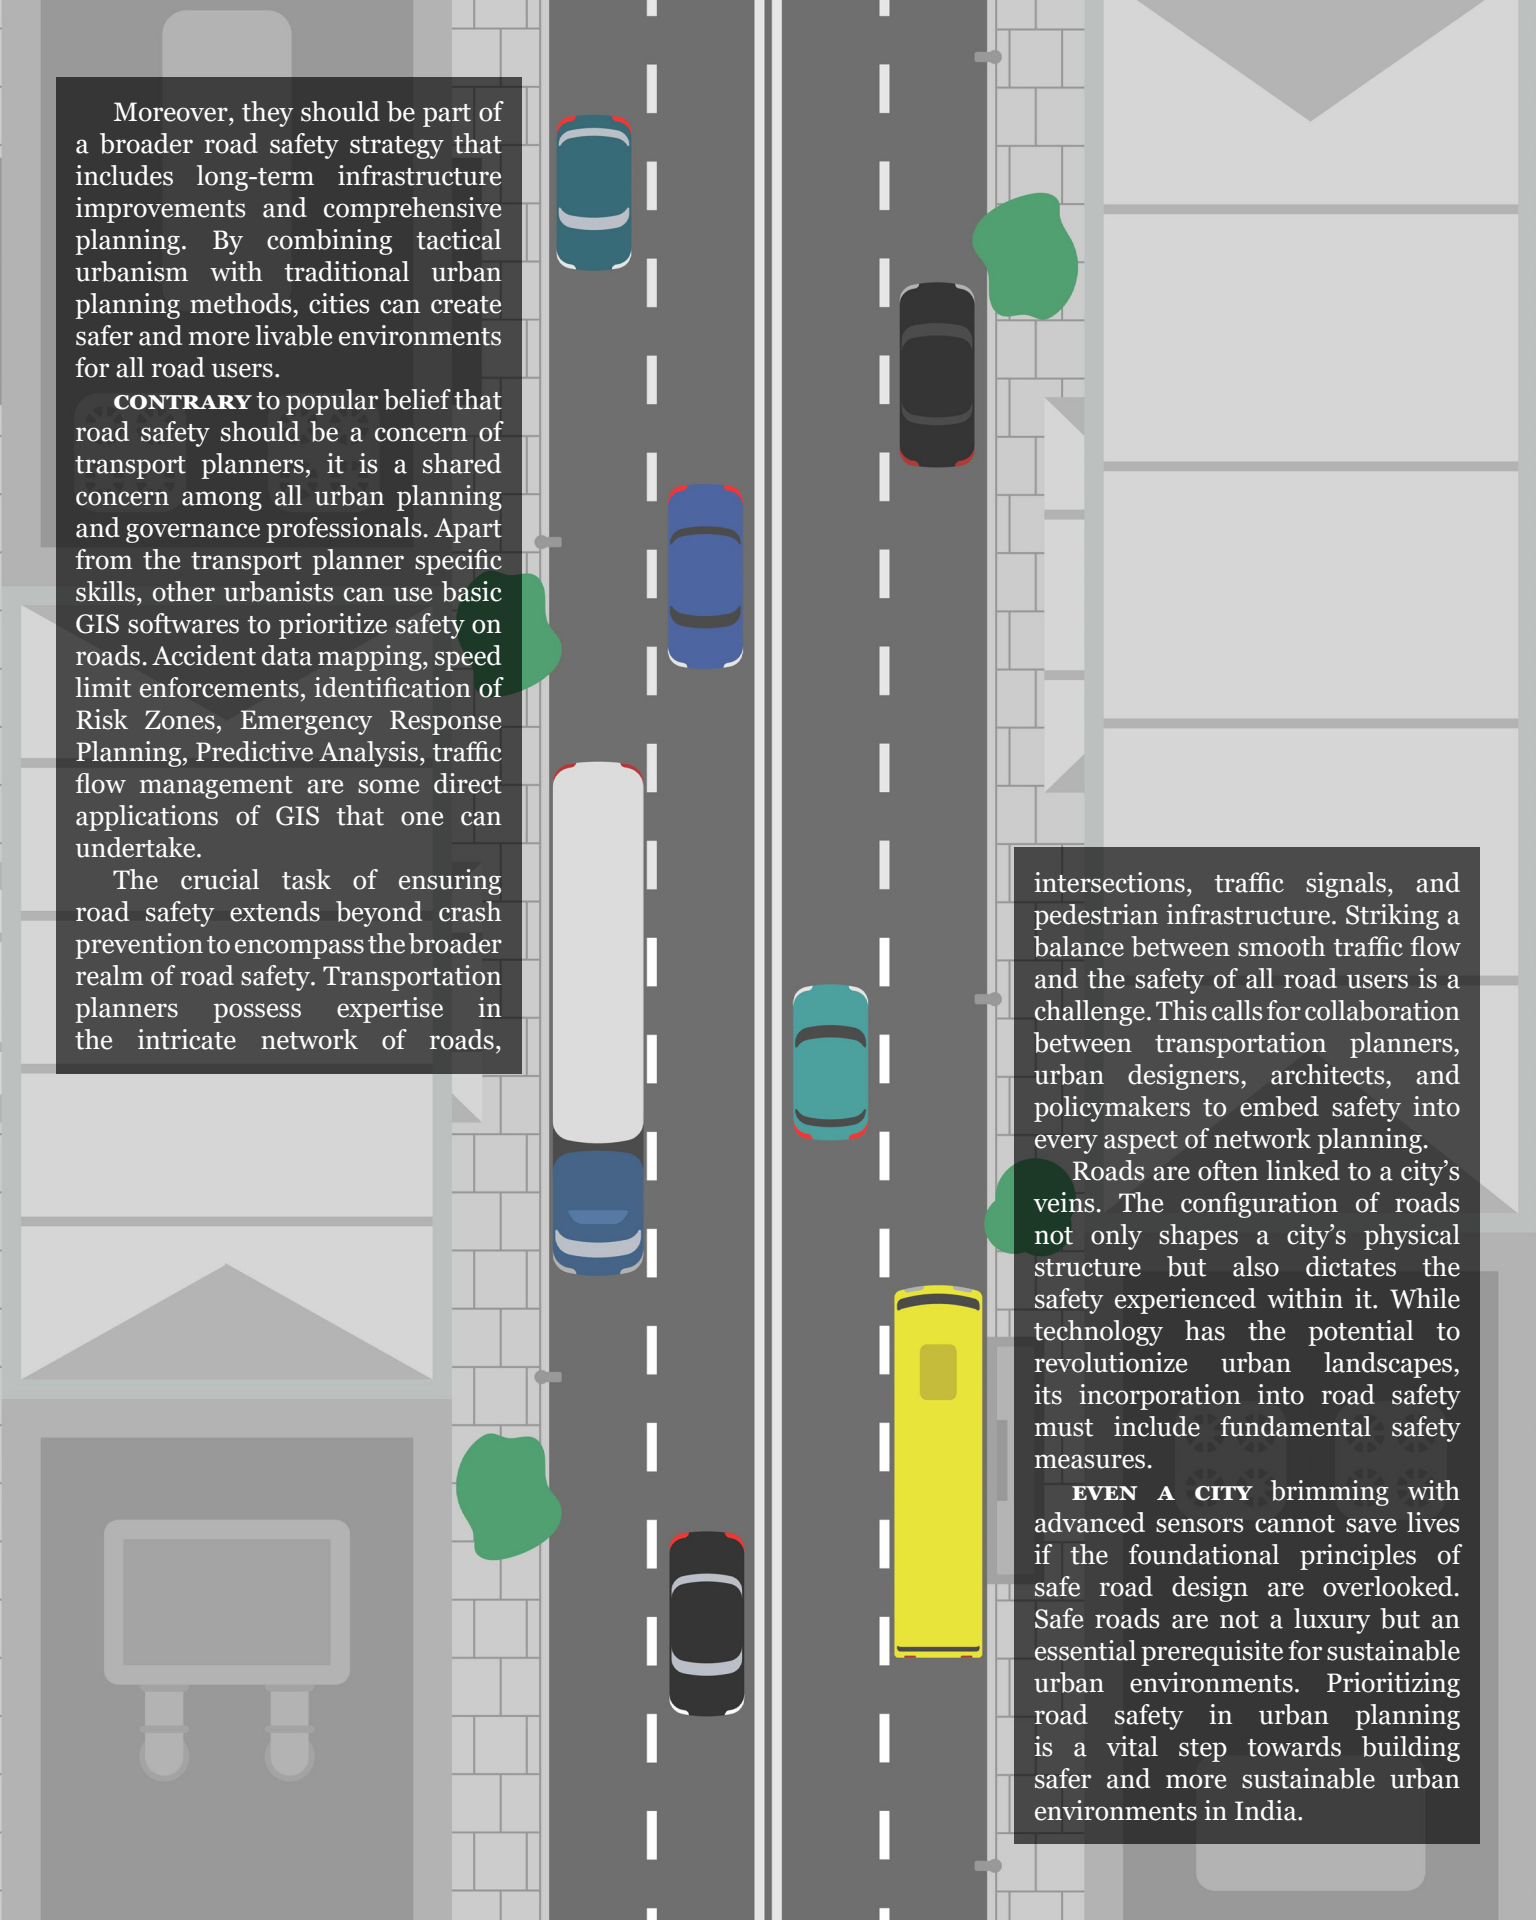 Moreover, they should be part of
a broader road safety strategy that
includes long-term infrastructure
improvements and comprehensive
planning. By combining tactical
urbanism with traditional urban
planning methods, cities can create
safer and more livable environments
for all road users.
CONTRARY to popular belief that
road safety should be a concern of
transport planners, it is a shared
concern among all urban planning
and governance professionals. Apart
from the transport planner specific
skills, other urbanists can use basic
GIS softwares to prioritize safety on
roads. Accident data mapping, speed
limit enforcements, identification of
Risk Zones, Emergency Response
Planning, Predictive Analysis, traffic
flow management are some direct
applications of GIS that one can
undertake.
The crucial task of ensuring
road safety extends beyond crash
prevention to encompass the broader
realm of road safety. Transportation
planners possess expertise in
the intricate network of roads,
intersections, traffic signals, and
pedestrian infrastructure. Striking a
balance between smooth traffic flow
and the safety of all road users is a
challenge. This calls for collaboration
between transportation planners,
urban designers, architects, and
policymakers to embed safety into
every aspect of network planning.
Roads are often linked to a city’s
veins. The configuration of roads
not only shapes a city’s physical
structure but also dictates the
safety experienced within it. While
technology has the potential to
revolutionize urban landscapes,
its incorporation into road safety
must include fundamental safety
measures.
EVEN A CITY brimming with
advanced sensors cannot save lives
if the foundational principles of
safe road design are overlooked.
Safe roads are not a luxury but an
essential prerequisite for sustainable
urban environments. Prioritizing
road safety in urban planning
is a vital step towards building
safer and more sustainable urban
environments in India.